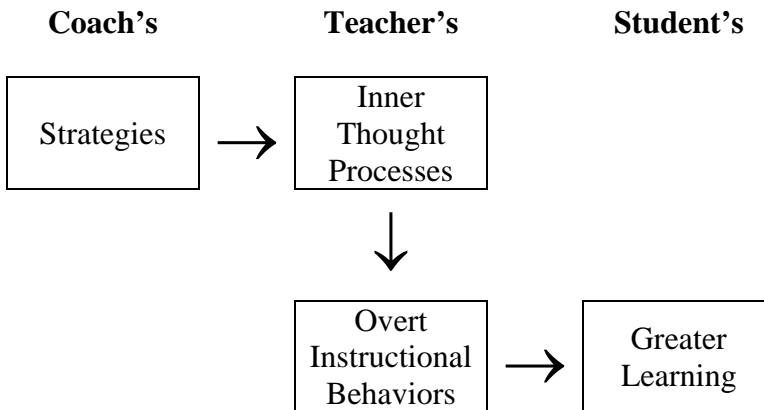 Coach's
Teacher's
Student's
Strategies
Inner
Thought
Processes
Overt
Instructional
Behaviors
Greater
Learning